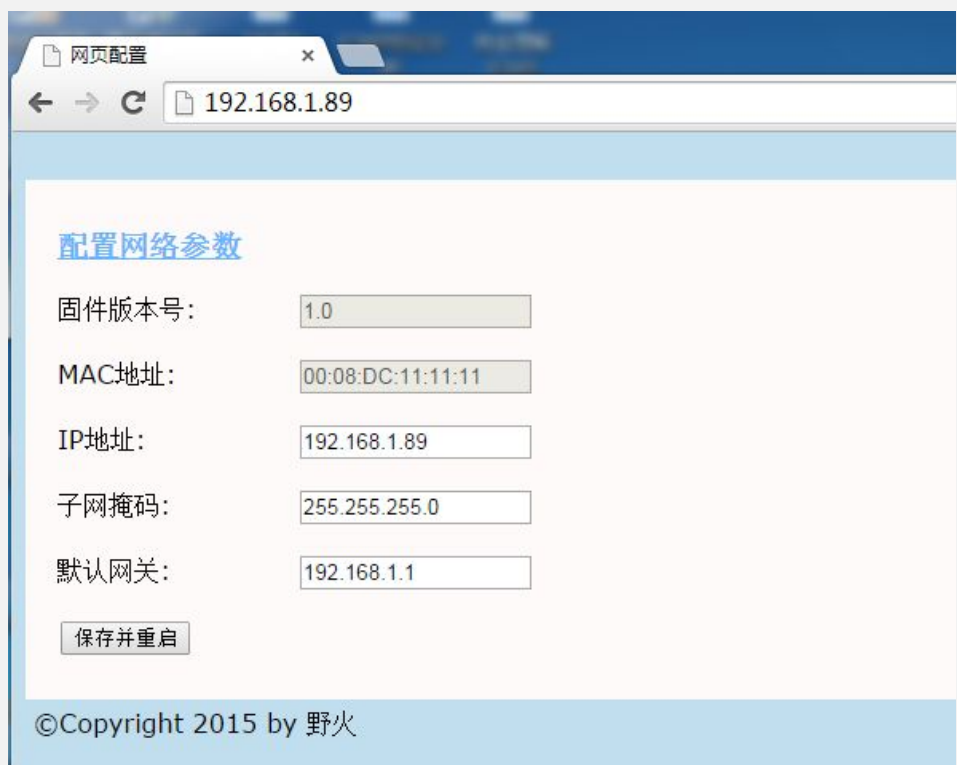 网页配置
192.168.1.89
配置网络参数
固件版本号: 1.0
MAC地址: 00:08:DC:11:11:11
IP地址: 192.168.1.89
子网掩码: 255.255.255.0
默认网关: 192.168.1.1
保存并重启
©Copyright 2015 by 野火